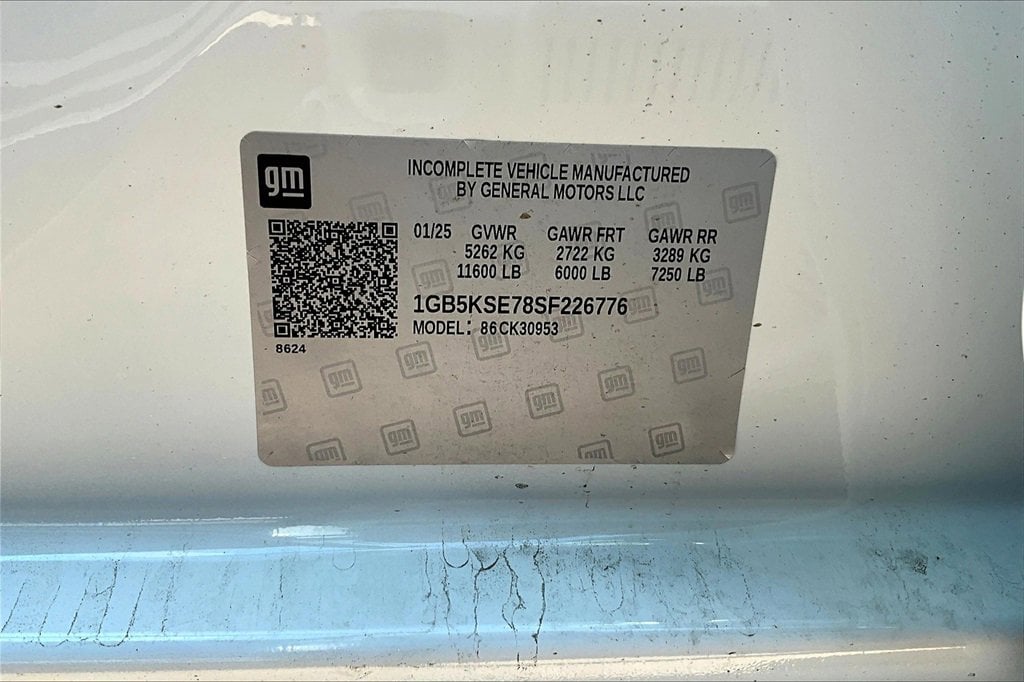 gm
INCOMPLETE VEHICLE MANUFACTURED
BY GENERAL MOTORS LLC
01/25 GVWR GAWR FRT GAWR RR
5262 KG 2722 KG 3289 KG
11600 LB 6000 LB 7250 LB
1GB5KSE78SF226776
MODEL: 86CK30953
8624